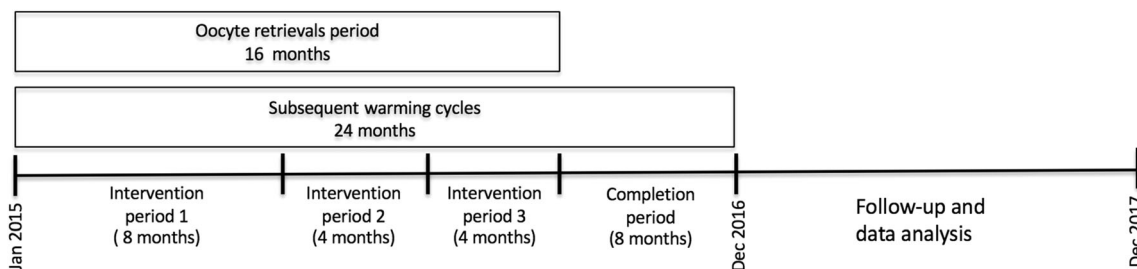 Oocyte retrievals period
16 months
Subsequent warming cycles
24 months
Jan 2015
Intervention
period 1
( 8 months)
Intervention
period 2
(4 months)
Intervention
period 3
(4 months)
Completion
period
(8 months)
Dec 2016
Follow-up and
data analysis
Dec 2017